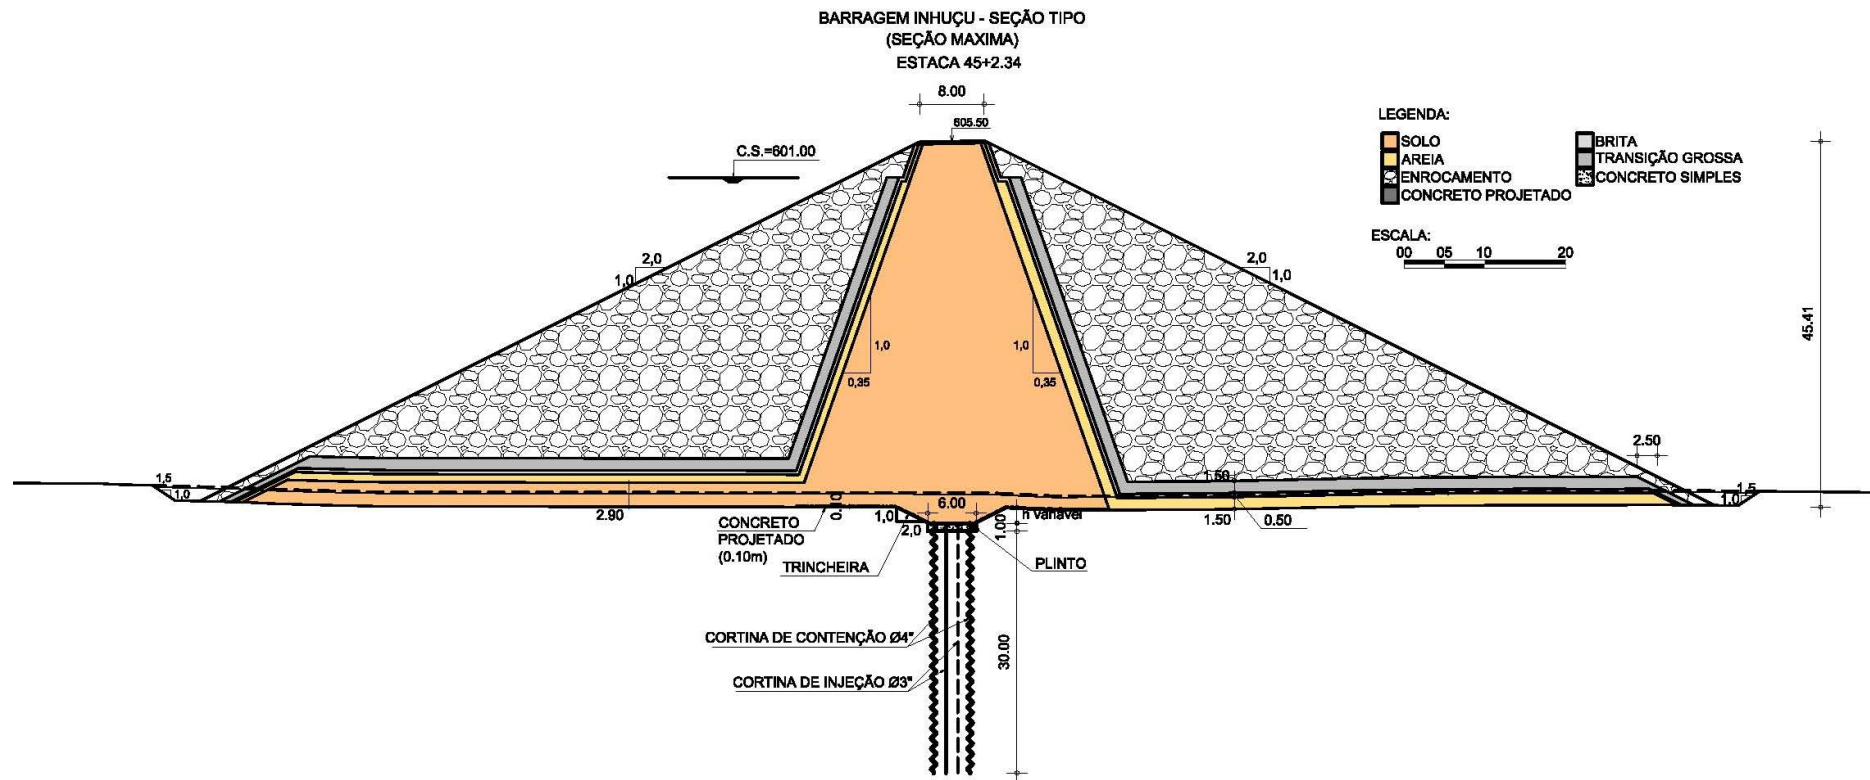 BARRAGEM INHUÇU - SEÇÃO TIPO
(SEÇÃO MAXIMA)
ESTACA 45+2.34
8.00
605.50
C.S.=601.00
LEGENDA:
SOLO
BRITA
AREIA
TRANSIÇÃO GROSSA
ENROCAMENTO
CONCRETO SIMPLES
CONCRETO PROJETADO
ESCALA:
00 05 10 20
2,0
1,0
2,0
1,0
45.41
1,0
0,35
1,0
0,35
2.50
1,5
1,0
1.50
1,5
1,0
2.90
0.10
1,0
2,0
6.00
h variável
1.00
1.50
0.50
CONCRETO
PROJETADO
(0.10m)
TRINCHEIRA
PLINTO
CORTINA DE CONTENÇÃO Ø4"
30.00
CORTINA DE INJEÇÃO Ø3"